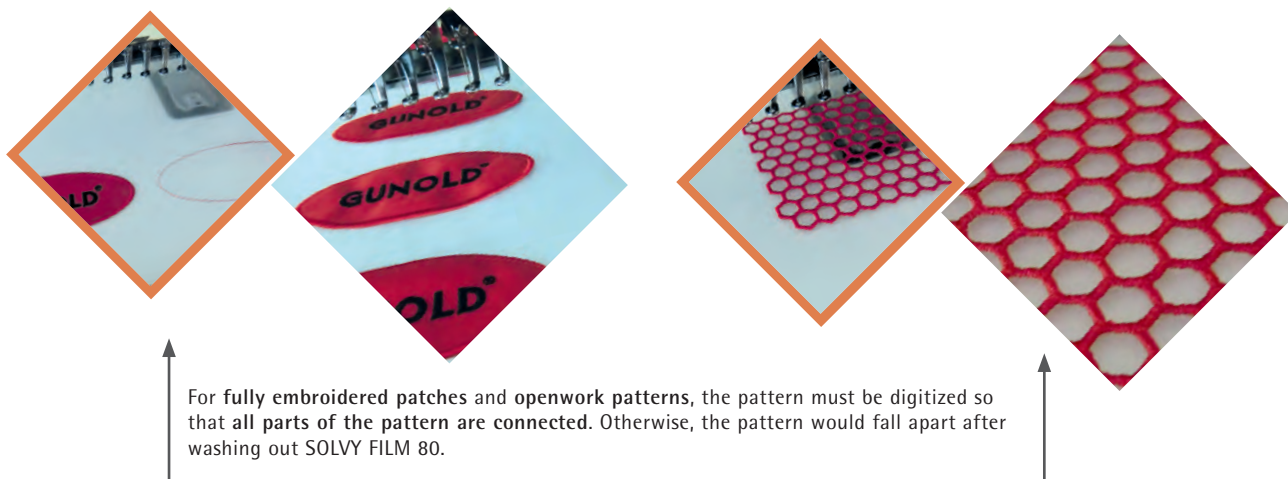 LD®
GUNOLD®
GUNOLD®
OLD®
For fully embroidered patches and openwork patterns, the pattern must be digitized so
that all parts of the pattern are connected. Otherwise, the pattern would fall apart after
washing out SOLVY FILM 80.